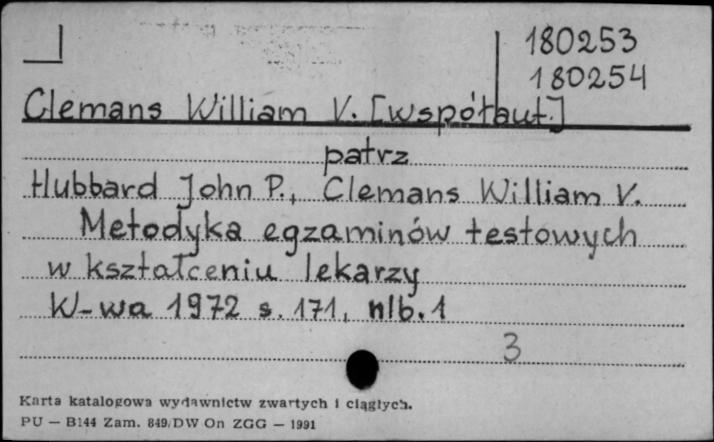 180253
180254
Clemans William V. [współaut.]
patrz
Hubbard John P., Clemans William V.
Metodyka egzaminów testowych
w kształceniu lekarzy
W-wa 1972 s. 171, nlb. 1
3
Karta katalogowa wydawnictw zwartych i ciągłych.
PU — B144 Zam. 849/DW On ZGG — 1991